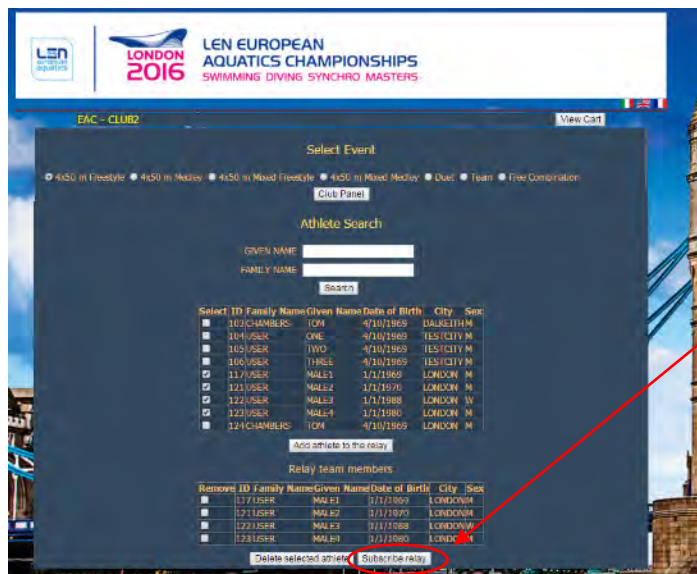 LEN
european
aquatics
LONDON
2016
LEN EUROPEAN
AQUATICS CHAMPIONSHIPS
SWIMMING DIVING SYNCHRO MASTERS
EAC - CLUB2 View Cart
Select Event
4x50 m Freestyle 4x50 m Medley 4x50 m Mixed Freestyle 4x50 m Mixed Medley Duet Team Free Combination
Club Panel
Athlete Search
GIVEN NAME
FAMILY NAME
Search
Select ID Family Name Given Name Date of Birth City Sex
103 CHAMBERS TOM 4/10/1969 DALKEITH M
104 USER ONE 4/10/1969 TESTCITY M
105 USER TWO 4/10/1969 TESTCITY M
106 USER THREE 4/10/1969 TESTCITY M
117 USER MALE1 1/1/1969 LONDON M
121 USER MALE2 1/1/1970 LONDON M
122 USER MALE3 1/1/1988 LONDON W
123 USER MALE4 1/1/1980 LONDON M
124 CHAMBERS TOM 4/10/1969 LONDON M
Add athlete to the relay
Relay team members
Remove ID Family Name Given Name Date of Birth City Sex
117 USER MALE1 1/1/1969 LONDON M
121 USER MALE2 1/1/1970 LONDON M
122 USER MALE3 1/1/1988 LONDON W
123 USER MALE4 1/1/1980 LONDON M
Delete selected athlete Subscribe relay